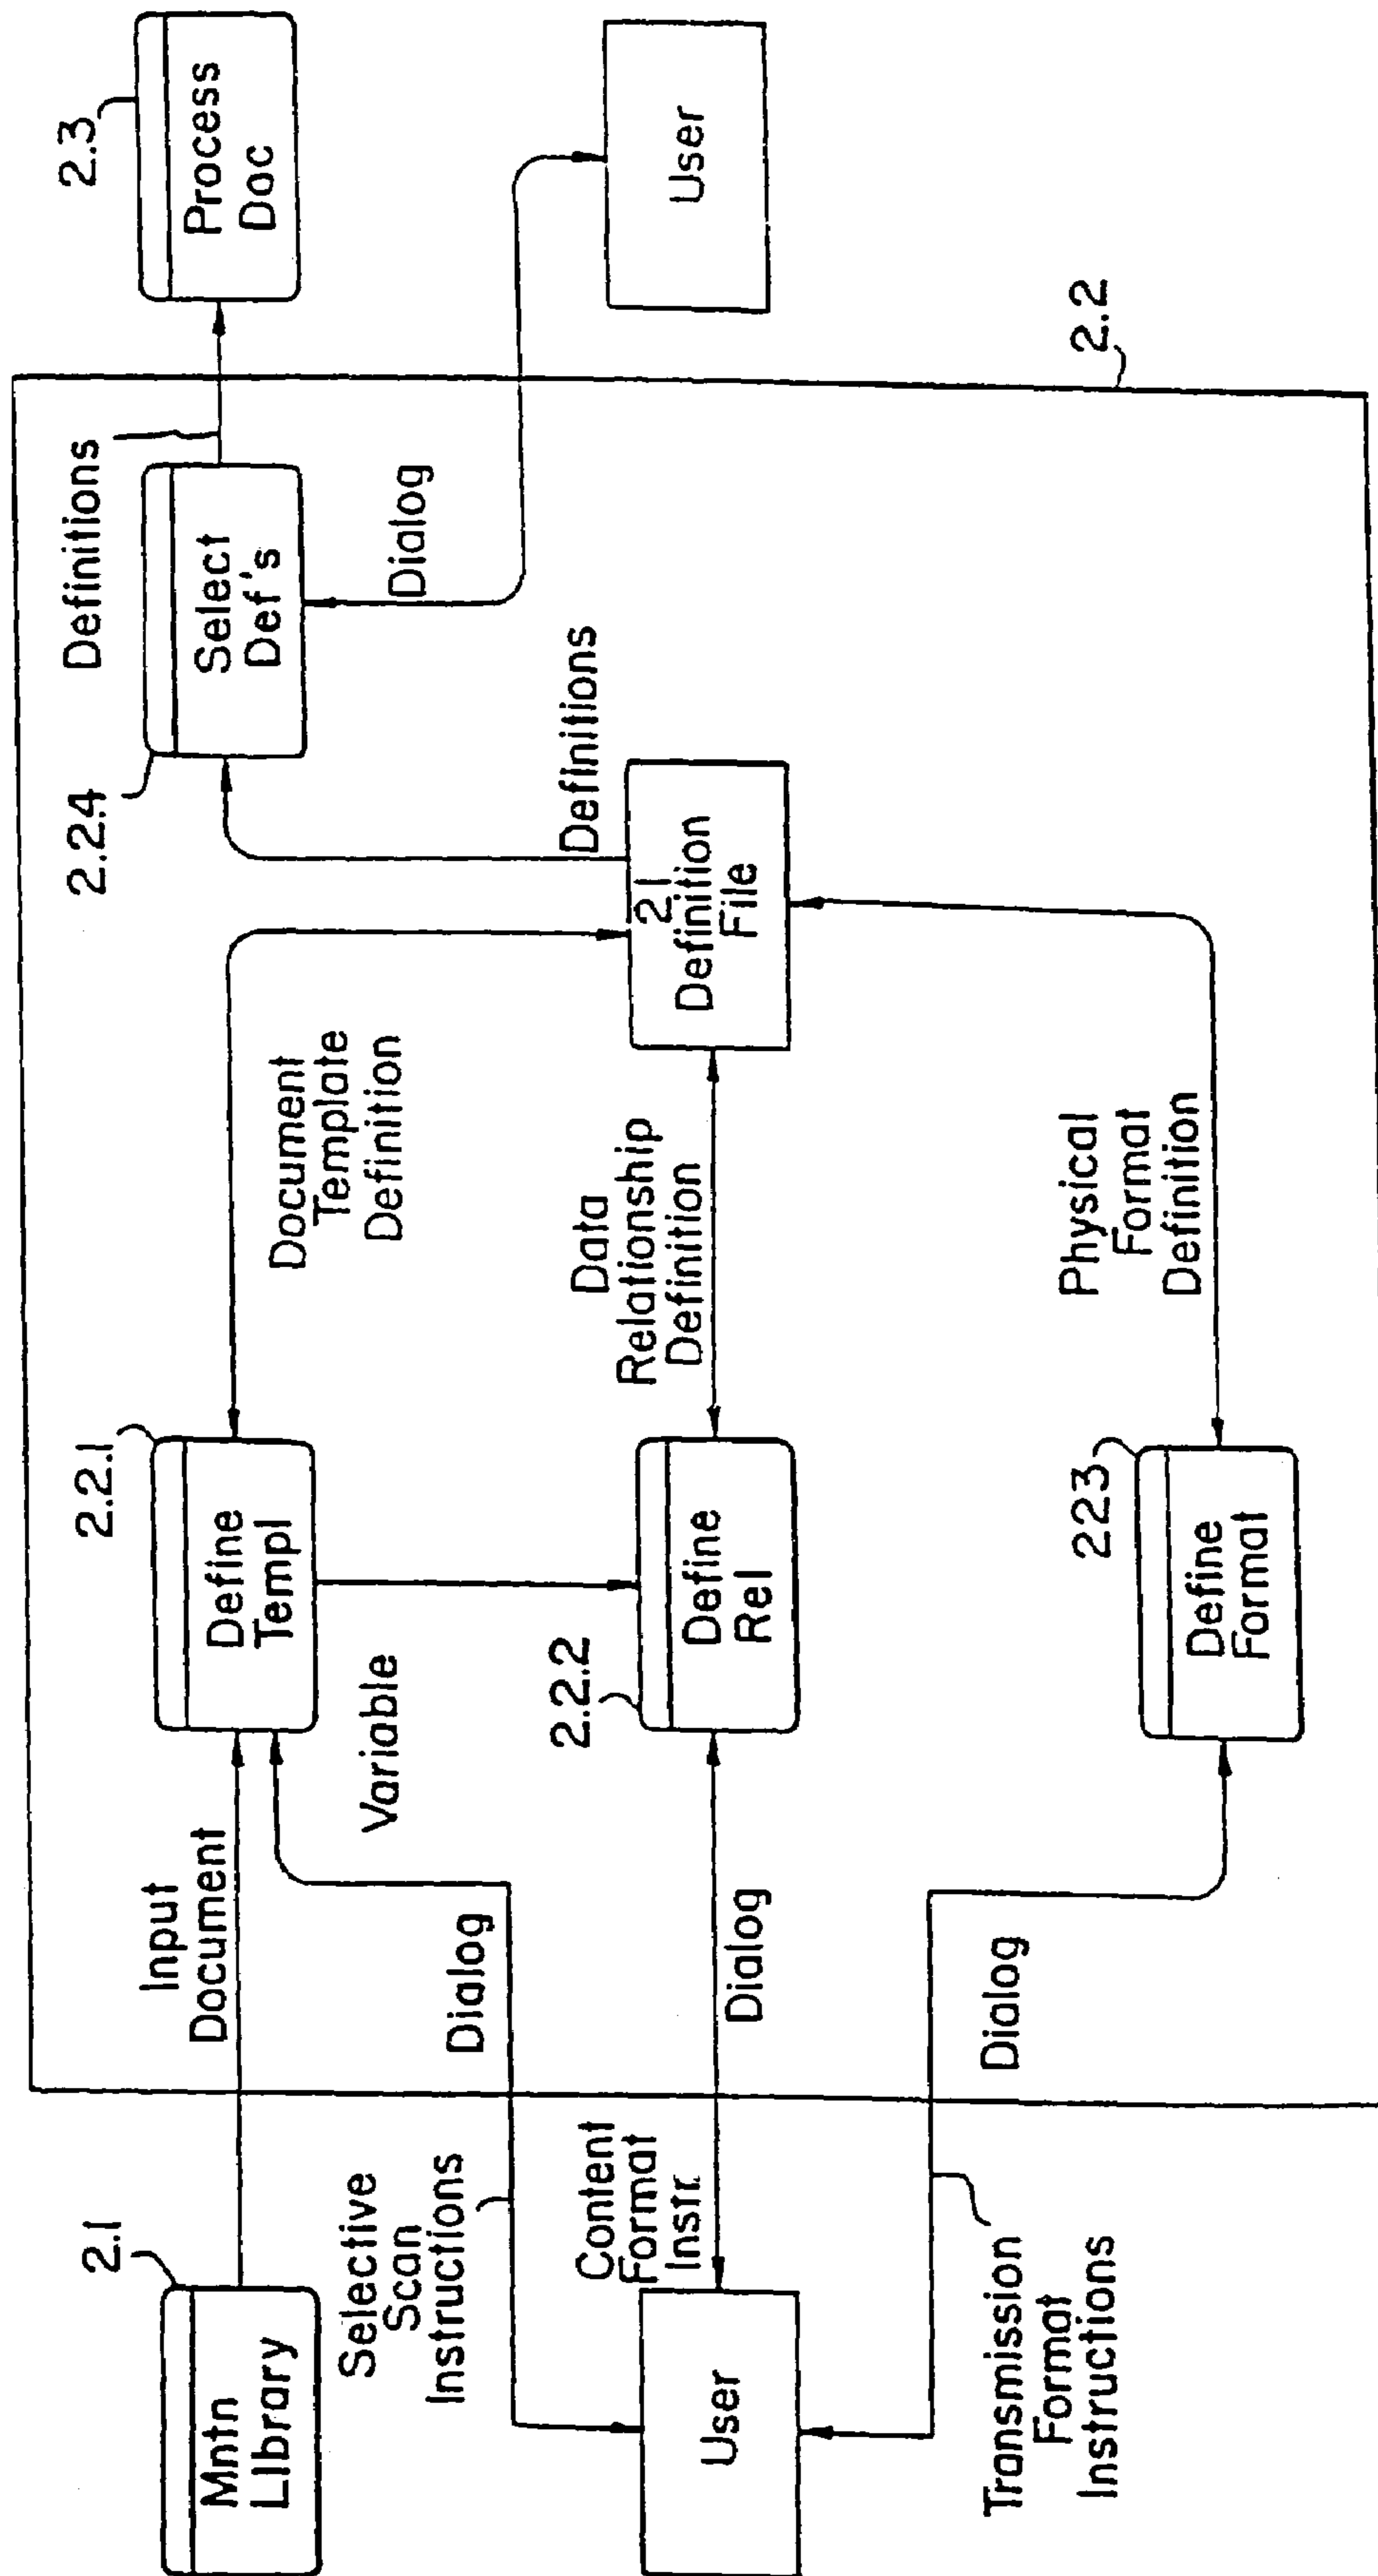 2.1
Mntn
LIbrary
Input
Document
2.2.1
Define
Templ
Document
Template
Definition
2.2.4
Select
Def's
Definitions
2.3
Process
Doc
Selective
Scan
Instructions
Dialog
Variable
Definitions
Dialog
User
Content
Format
Instr.
Dialog
2.2.2
Define
Rel
Data
Relationship
Definition
2.1
Definition
File
User
Transmission
Format
Instructions
Dialog
223
Define
Format
Physical
Format
Definition
2.2